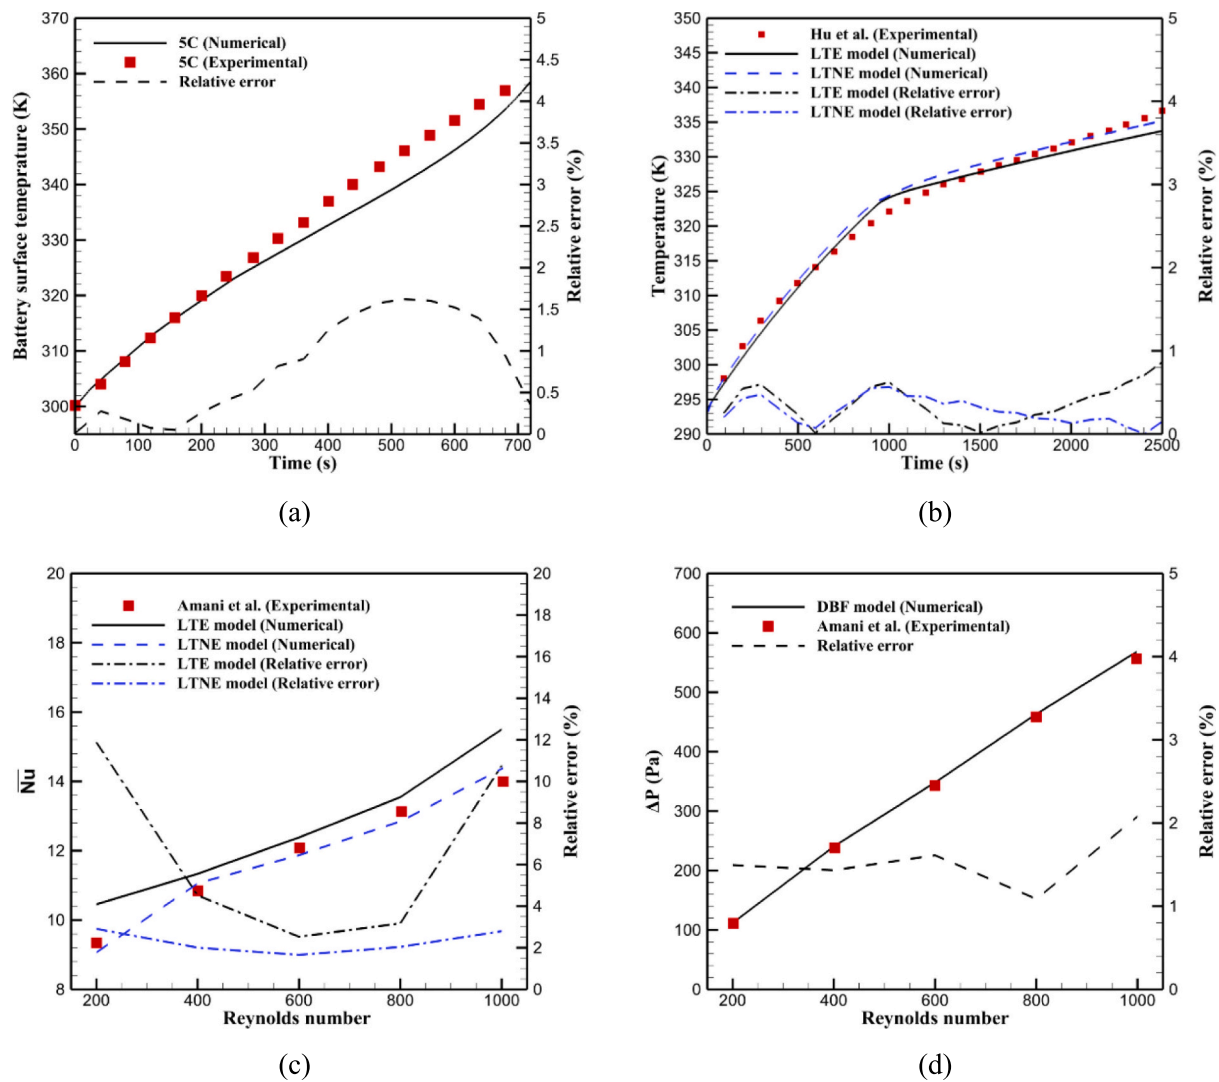 370
360
350
340
330
320
310
300
Battery surface temeprature (K)
5C (Numerical)
5C (Experimental)
Relative error
5
4.5
4
3.5
3
2.5
2
1.5
1
0.5
0
Relative error (%)
0 100 200 300 400 500 600 700
Time (s)
(a)
350
345
340
335
330
325
320
315
310
305
300
295
290
Temperature (K)
Hu et al. (Experimental)
LTE model (Numerical)
LTNE model (Numerical)
LTE model (Relative error)
LTNE model (Relative error)
5
4
3
2
1
0
Relative error (%)
0 500 1000 1500 2000 2500
Time (s)
(b)
20
18
16
14
12
10
8
Nu
Amani et al. (Experimental)
LTE model (Numerical)
LTNE model (Numerical)
LTE model (Relative error)
LTNE model (Relative error)
20
18
16
14
12
10
8
6
4
2
0
Relative error (%)
200 400 600 800 1000
Reynolds number
(c)
700
600
500
400
300
200
100
0
ΔP (Pa)
DBF model (Numerical)
Amani et al. (Experimental)
Relative error
5
4
3
2
1
0
Relative error (%)
200 400 600 800 1000
Reynolds number
(d)